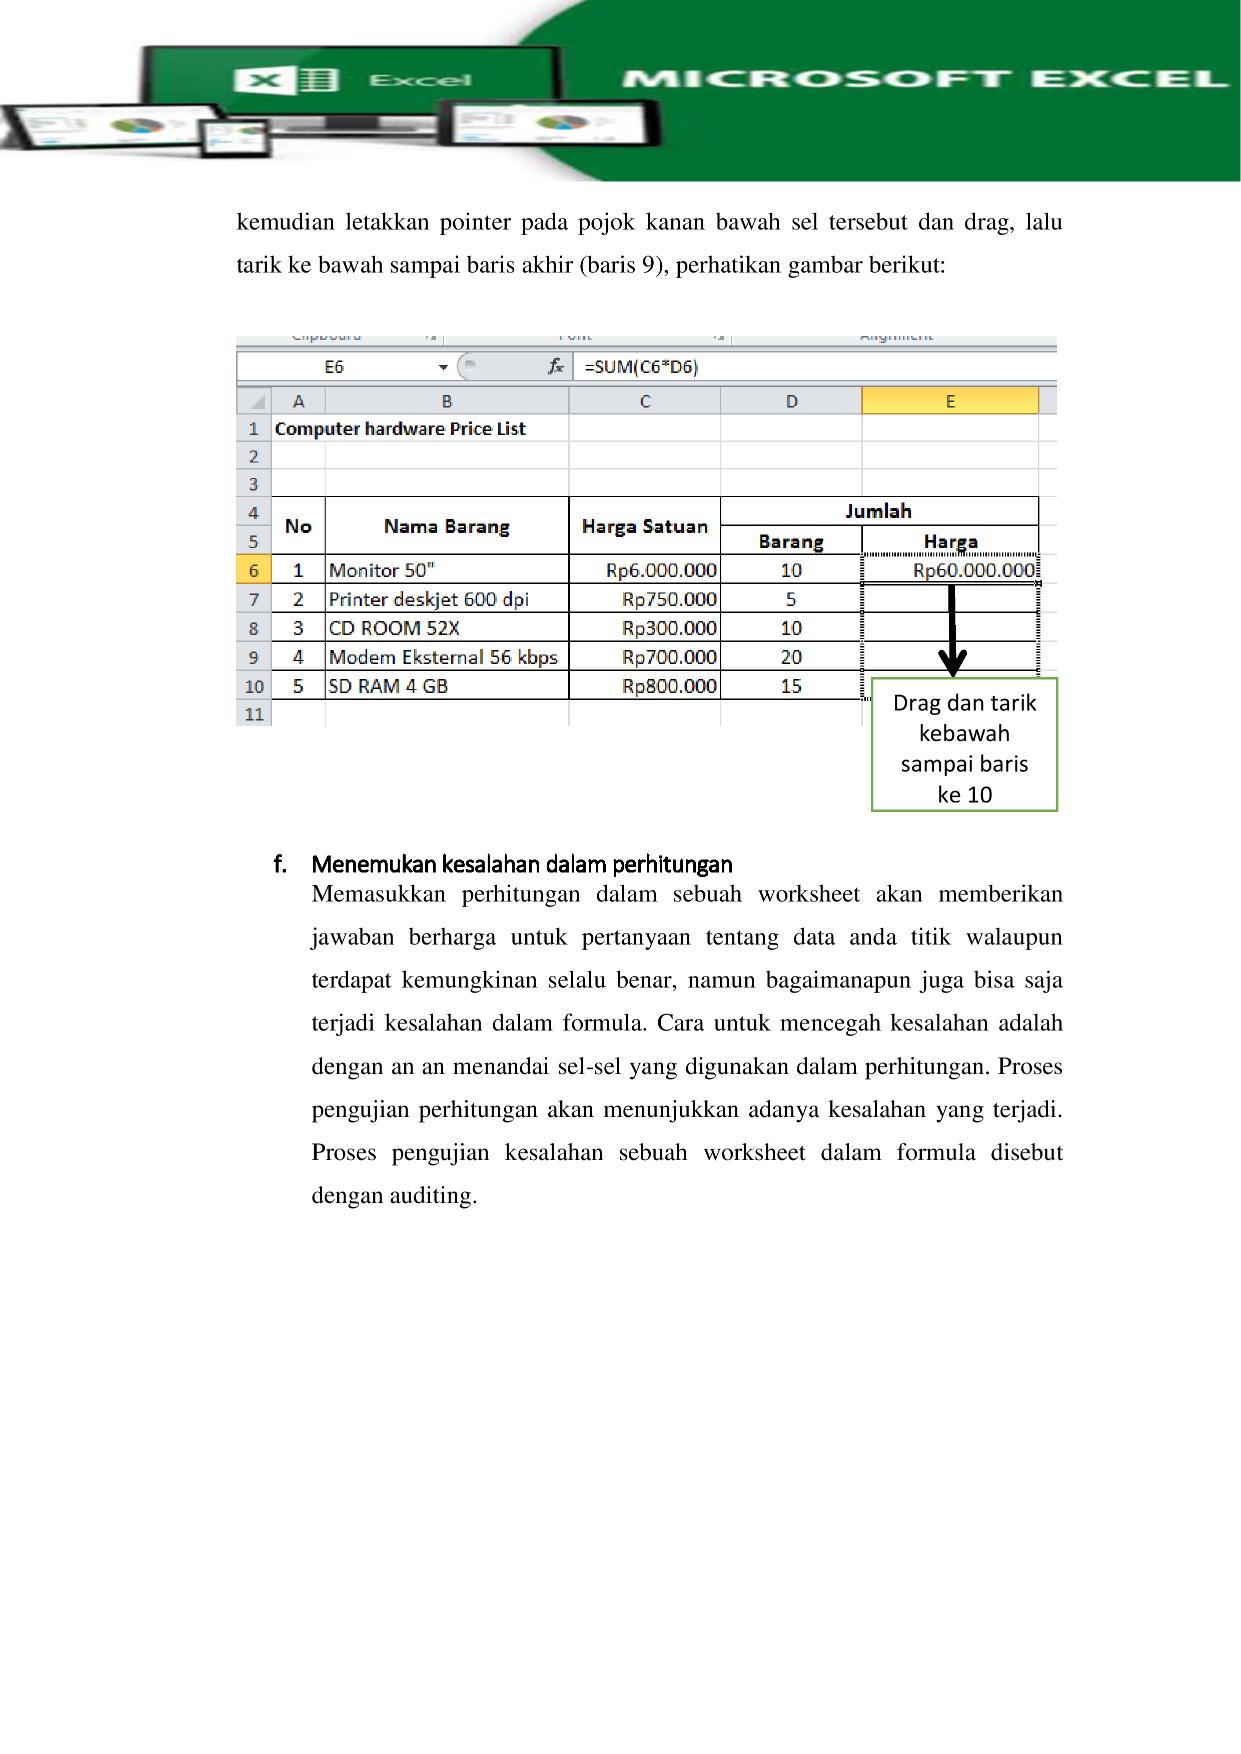 Excel
MICROSOFT EXCEL
kemudian letakkan pointer pada pojok kanan bawah sel tersebut dan drag, lalu
tarik ke bawah sampai baris akhir (baris 9), perhatikan gambar berikut:
Clipboard Font Alignment
E6 fx =SUM(C6*D6)
A B C D E
1 Computer hardware Price List
2
3
4 No Nama Barang Harga Satuan Jumlah
5 Barang Harga
6 1 Monitor 50" Rp6.000.000 10 Rp60.000.000
7 2 Printer deskjet 600 dpi Rp750.000 5
8 3 CD ROOM 52X Rp300.000 10
9 4 Modem Eksternal 56 kbps Rp700.000 20
10 5 SD RAM 4 GB Rp800.000 15
11
Drag dan tarik
kebawah
sampai baris
ke 10
f. Menemukan kesalahan dalam perhitungan
Memasukkan perhitungan dalam sebuah worksheet akan memberikan
jawaban berharga untuk pertanyaan tentang data anda titik walaupun
terdapat kemungkinan selalu benar, namun bagaimanapun juga bisa saja
terjadi kesalahan dalam formula. Cara untuk mencegah kesalahan adalah
dengan an an menandai sel-sel yang digunakan dalam perhitungan. Proses
pengujian perhitungan akan menunjukkan adanya kesalahan yang terjadi.
Proses pengujian kesalahan sebuah worksheet dalam formula disebut
dengan auditing.